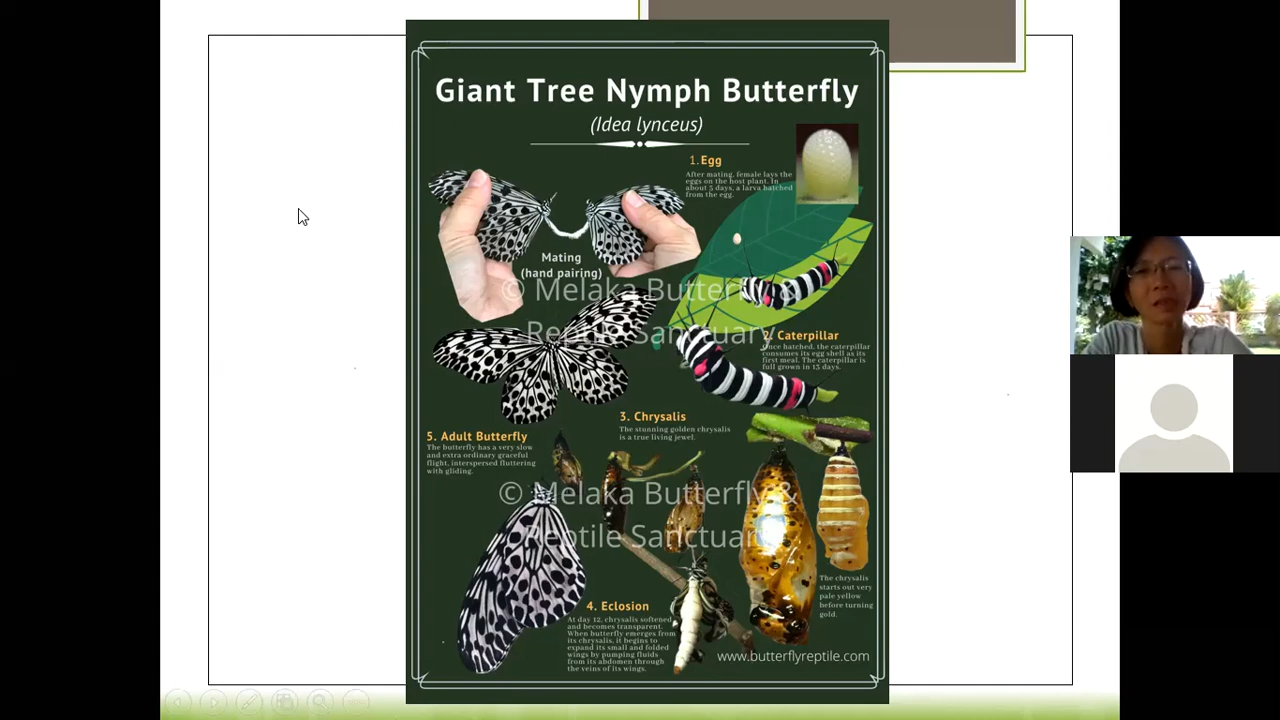 Giant Tree Nymph Butterfly
(Idea lynceus)
1. Egg
After mating, female lays the
eggs on the host plant. In
about 5 days, a larva hatched
from the egg.
Mating
(hand pairing)
© Melaka Butterfly &
Reptile Sanctuary
2. Caterpillar
Once hatched, the caterpillar
consumes its egg shell as its
first meal. The caterpillar is
full grown in 13 days.
3. Chrysalis
The stunning golden chrysalis
is a true living jewel.
5. Adult Butterfly
The butterfly has a very slow
and extra ordinary graceful
flight, interspersed fluttering
with gliding.
© Melaka Butterfly &
Reptile Sanctuary
The chrysalis
starts out very
pale yellow
before turning
gold.
4. Eclosion
At day 12, chrysalis softened
and becomes transparent.
When butterfly emerges from
its chrysalis, it begins to
expand its small and folded
wings by pumping fluids
from its abdomen through
the veins of its wings.
www.butterflyreptile.com